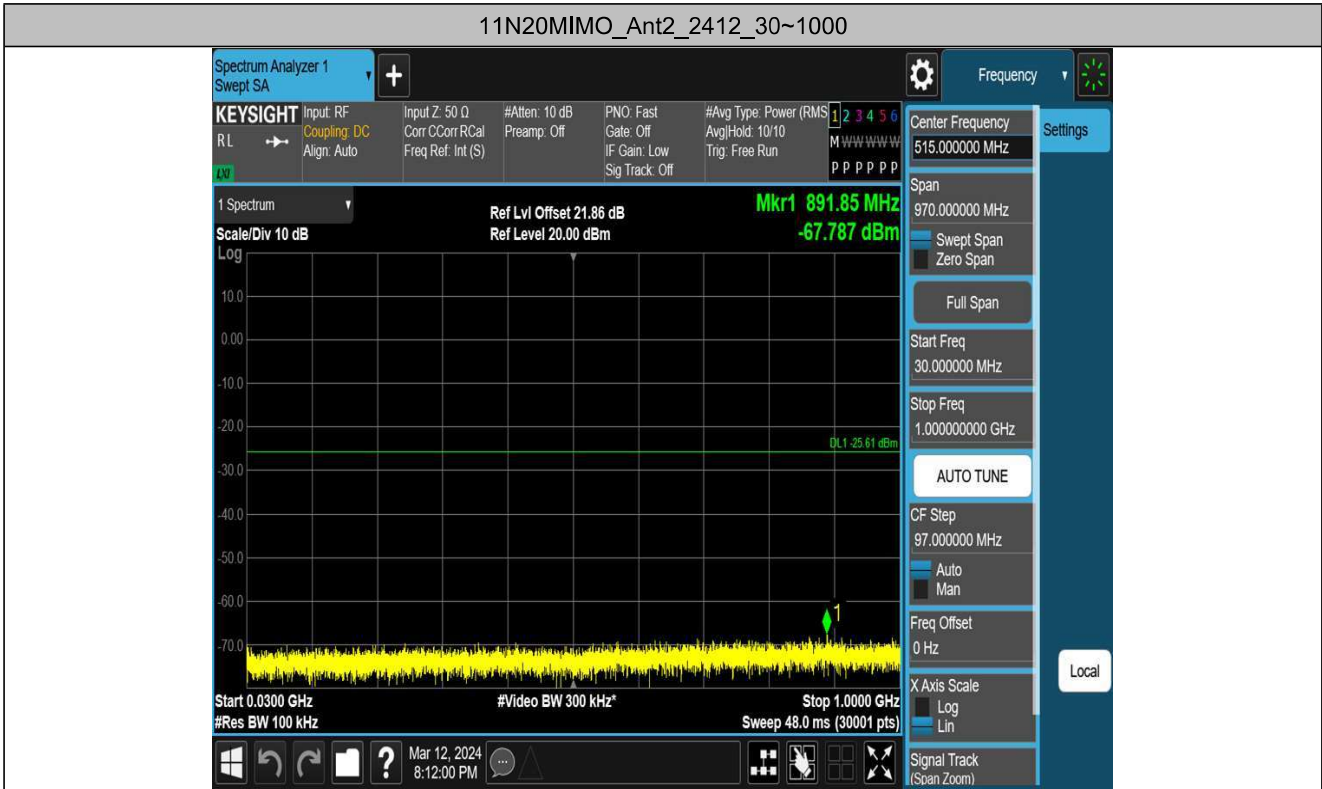 11N20MIMO_Ant2_2412_30~1000
Spectrum Analyzer 1
Swept SA
+
Frequency
KEYSIGHT
RL
LXI
Input: RF
Coupling: DC
Align: Auto
Input Z: 50 Ω
Corr CCorr RCal
Freq Ref: Int (S)
#Atten: 10 dB
Preamp: Off
PNO: Fast
Gate: Off
IF Gain: Low
Sig Track: Off
#Avg Type: Power (RMS
Avg|Hold: 10/10
Trig: Free Run
1 2 3 4 5 6
M W W W W W
P P P P P P
1 Spectrum
Scale/Div 10 dB
Log
Ref Lvl Offset 21.86 dB
Ref Level 20.00 dBm
Mkr1 891.85 MHz
-67.787 dBm
10.0
0.00
-10.0
-20.0
DL1 -25.61 dBm
-30.0
-40.0
-50.0
-60.0
1
-70.0
Start 0.0300 GHz
#Res BW 100 kHz
#Video BW 300 kHz*
Stop 1.0000 GHz
Sweep 48.0 ms (30001 pts)
?
Mar 12, 2024
8:12:00 PM
Center Frequency
515.000000 MHz
Settings
Span
970.000000 MHz
Swept Span
Zero Span
Full Span
Start Freq
30.000000 MHz
Stop Freq
1.000000000 GHz
AUTO TUNE
CF Step
97.000000 MHz
Auto
Man
Freq Offset
0 Hz
Local
X Axis Scale
Log
Lin
Signal Track
(Span Zoom)